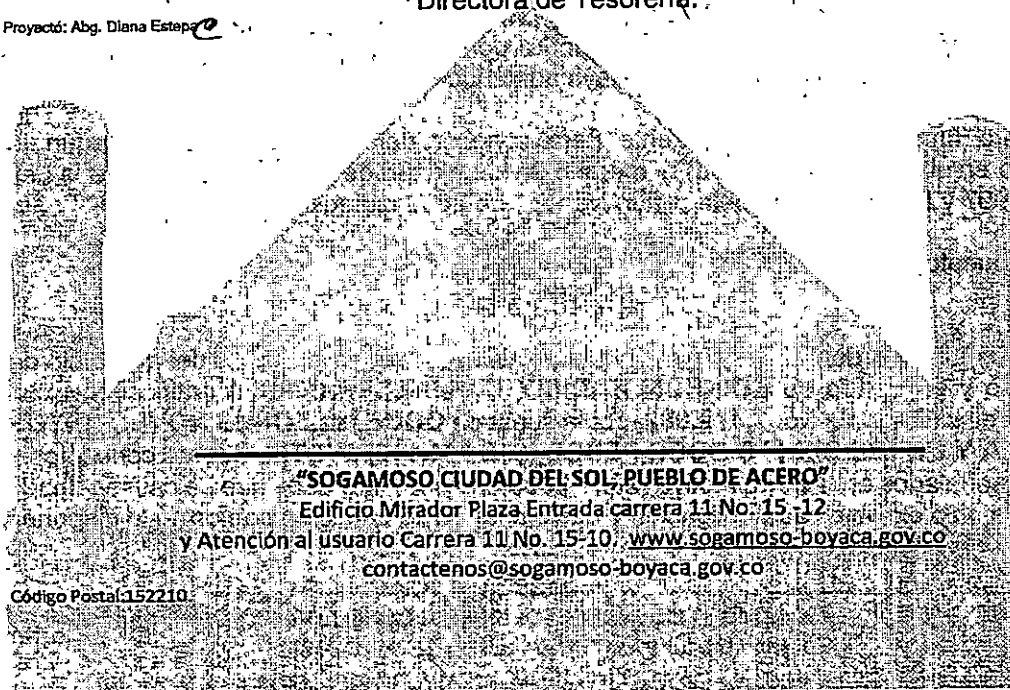 Directora de Tesorería.
Proyectó: Abg. Diana Estepa
"SOGAMOSO CIUDAD DEL SOL, PUEBLO DE ACERO"
Edificio Mirador Plaza Entrada carrera 11 No. 15 -12
y Atención al usuario Carrera 11 No. 15-10, www.sogamoso-boyaca.gov.co
contactenos@sogamoso-boyaca.gov.co
Código Postal:152210